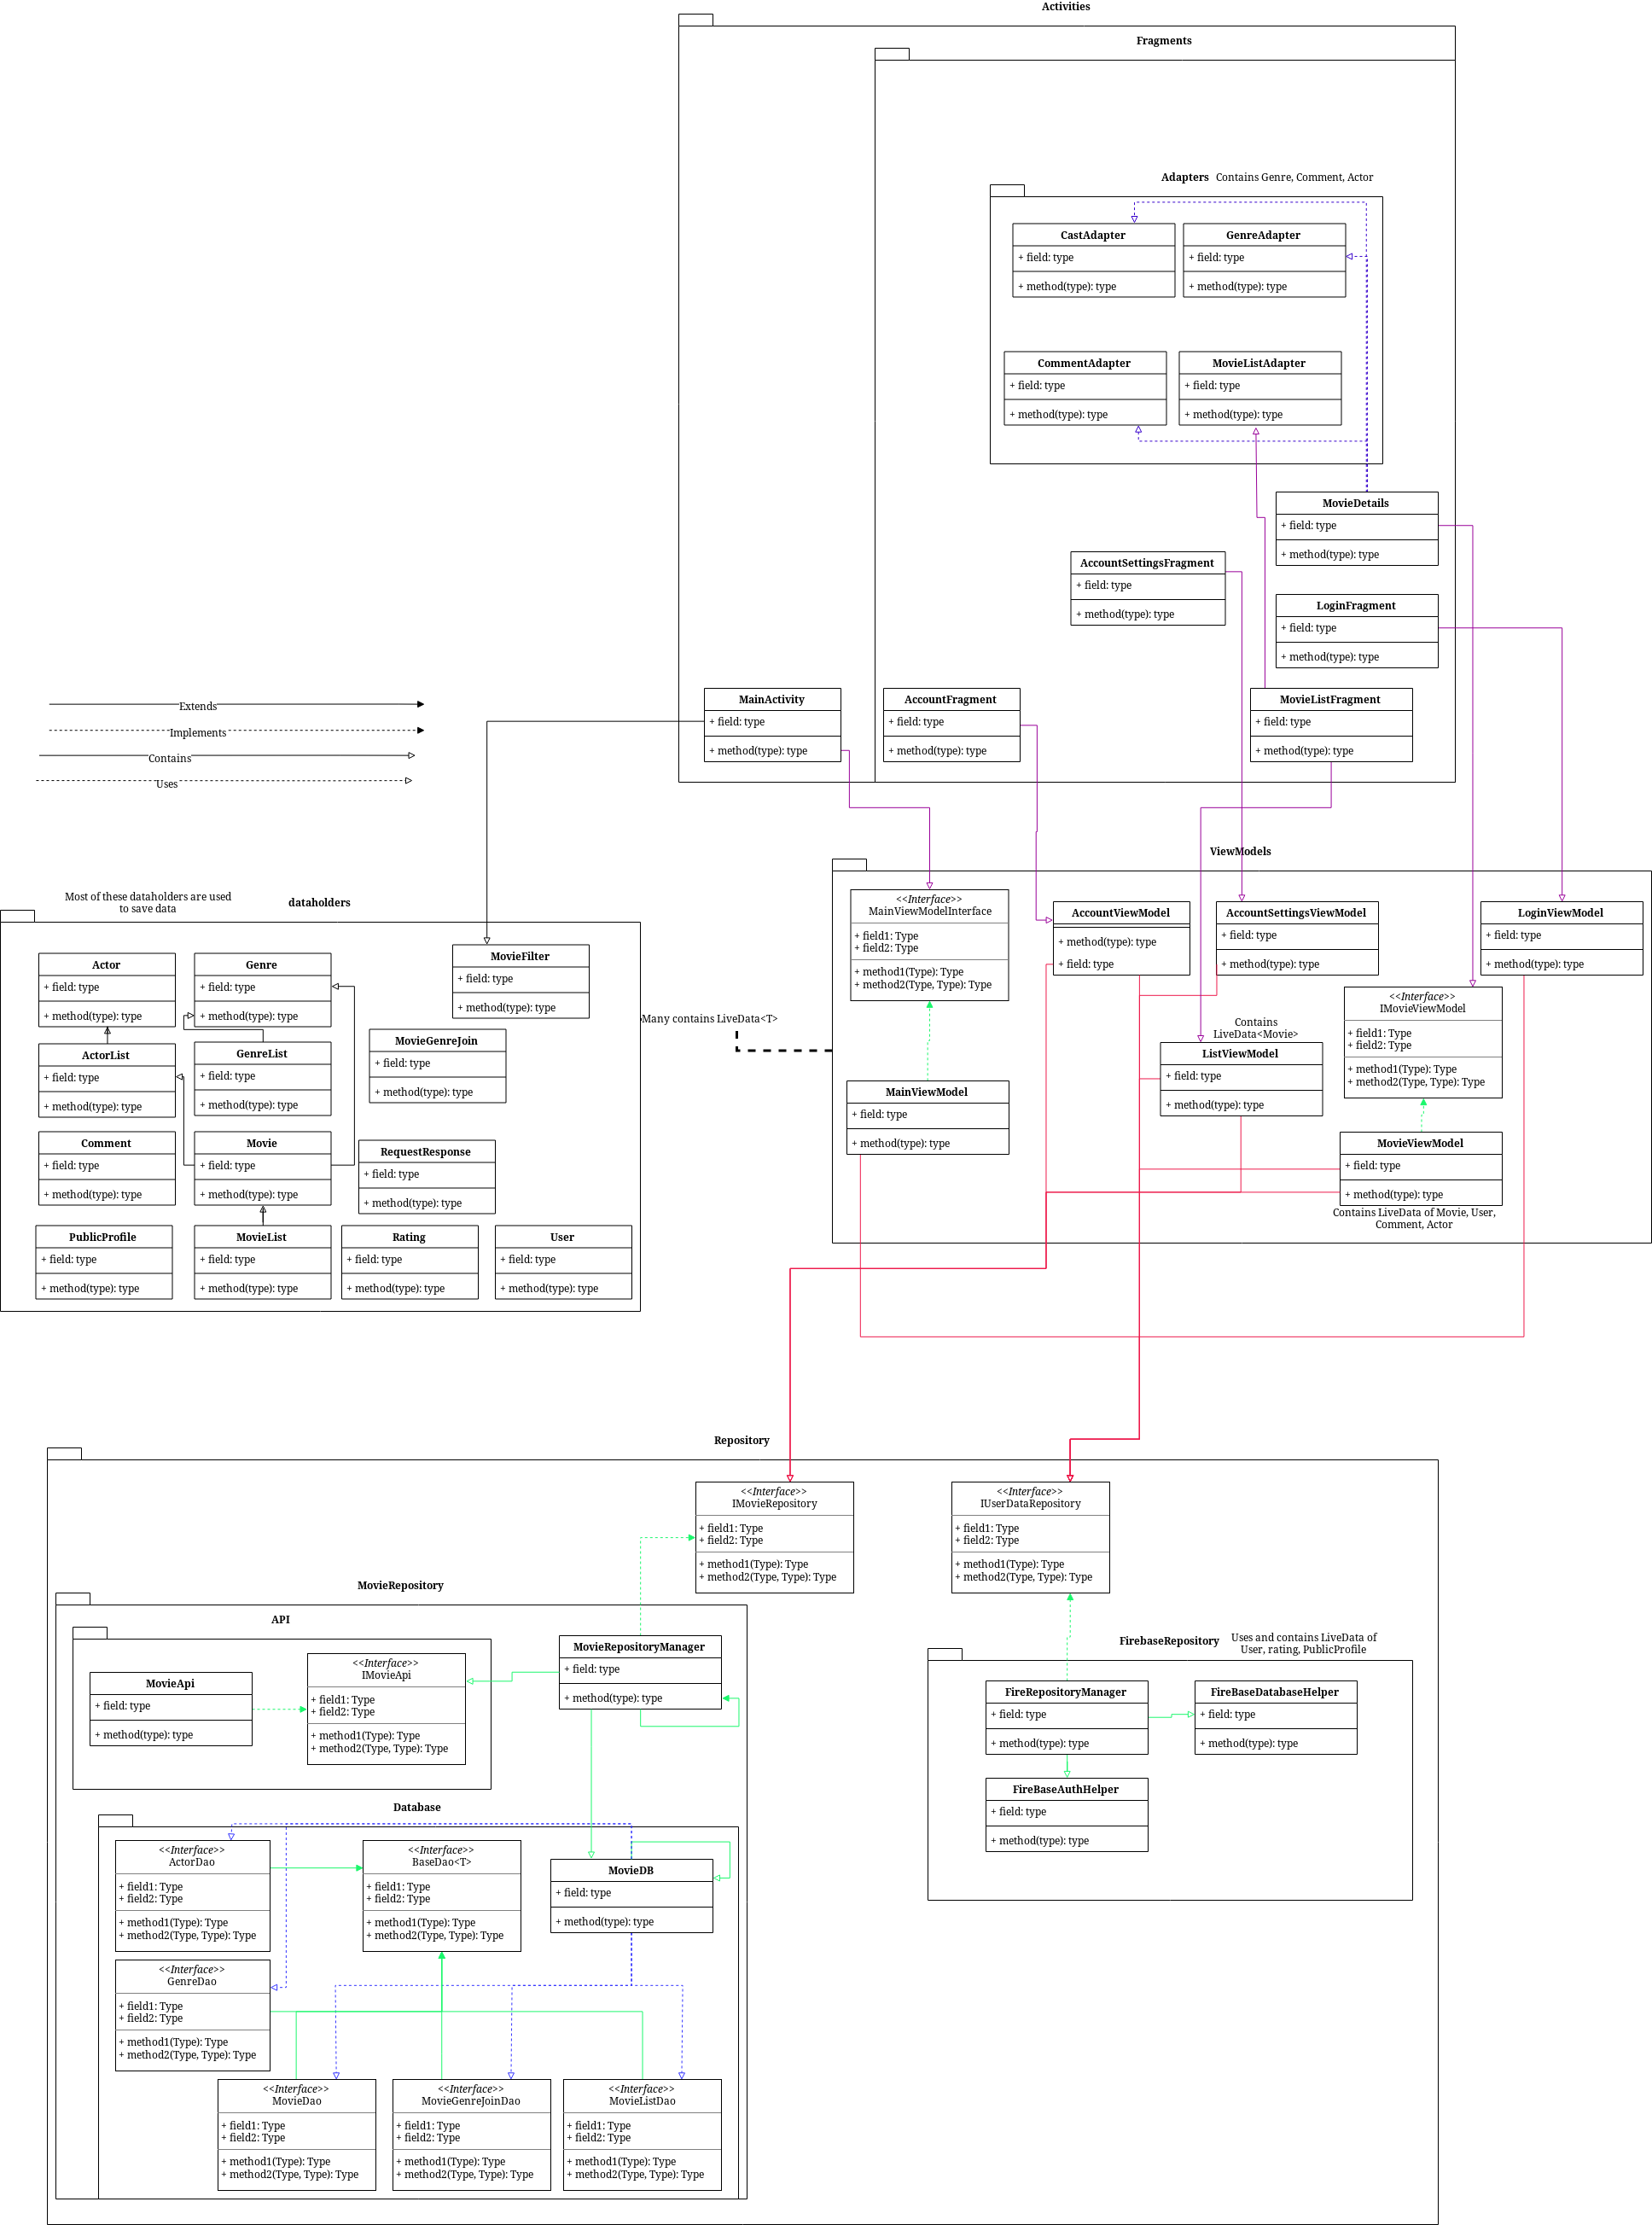 Activities
Fragments
Adapters Contains Genre, Comment, Actor
CastAdapter
+ field: type
+ method(type): type
GenreAdapter
+ field: type
+ method(type): type
CommentAdapter
+ field: type
+ method(type): type
MovieListAdapter
+ field: type
+ method(type): type
MovieDetails
+ field: type
+ method(type): type
AccountSettingsFragment
+ field: type
+ method(type): type
LoginFragment
+ field: type
+ method(type): type
MainActivity
+ field: type
+ method(type): type
AccountFragment
+ field: type
+ method(type): type
MovieListFragment
+ field: type
+ method(type): type
Extends
Implements
Contains
Uses
Most of these dataholders are used
to save data
dataholders
Actor
+ field: type
+ method(type): type
Genre
+ field: type
+ method(type): type
MovieFilter
+ field: type
+ method(type): type
ActorList
+ field: type
+ method(type): type
GenreList
+ field: type
+ method(type): type
MovieGenreJoin
+ field: type
+ method(type): type
Comment
+ field: type
+ method(type): type
Movie
+ field: type
+ method(type): type
RequestResponse
+ field: type
+ method(type): type
PublicProfile
+ field: type
+ method(type): type
MovieList
+ field: type
+ method(type): type
Rating
+ field: type
+ method(type): type
User
+ field: type
+ method(type): type
Many contains LiveData<T>
ViewModels
<<Interface>>
MainViewModelInterface
+ field1: Type
+ field2: Type
+ method1(Type): Type
+ method2(Type, Type): Type
AccountViewModel
+ method(type): type
+ field: type
AccountSettingsViewModel
+ field: type
+ method(type): type
LoginViewModel
+ field: type
+ method(type): type
<<Interface>>
IMovieViewModel
+ field1: Type
+ field2: Type
+ method1(Type): Type
+ method2(Type, Type): Type
Contains
LiveData<Movie>
ListViewModel
+ field: type
+ method(type): type
MainViewModel
+ field: type
+ method(type): type
MovieViewModel
+ field: type
+ method(type): type
Contains LiveData of Movie, User,
Comment, Actor
Repository
<<Interface>>
IMovieRepository
+ field1: Type
+ field2: Type
+ method1(Type): Type
+ method2(Type, Type): Type
<<Interface>>
IUserDataRepository
+ field1: Type
+ field2: Type
+ method1(Type): Type
+ method2(Type, Type): Type
MovieRepository
API
MovieApi
+ field: type
+ method(type): type
<<Interface>>
IMovieApi
+ field1: Type
+ field2: Type
+ method1(Type): Type
+ method2(Type, Type): Type
MovieRepositoryManager
+ field: type
+ method(type): type
FirebaseRepository
Uses and contains LiveData of
User, rating, PublicProfile
FireRepositoryManager
+ field: type
+ method(type): type
FireBaseDatabaseHelper
+ field: type
+ method(type): type
FireBaseAuthHelper
+ field: type
+ method(type): type
Database
<<Interface>>
ActorDao
+ field1: Type
+ field2: Type
+ method1(Type): Type
+ method2(Type, Type): Type
<<Interface>>
BaseDao<T>
+ field1: Type
+ field2: Type
+ method1(Type): Type
+ method2(Type, Type): Type
MovieDB
+ field: type
+ method(type): type
<<Interface>>
GenreDao
+ field1: Type
+ field2: Type
+ method1(Type): Type
+ method2(Type, Type): Type
<<Interface>>
MovieDao
+ field1: Type
+ field2: Type
+ method1(Type): Type
+ method2(Type, Type): Type
<<Interface>>
MovieGenreJoinDao
+ field1: Type
+ field2: Type
+ method1(Type): Type
+ method2(Type, Type): Type
<<Interface>>
MovieListDao
+ field1: Type
+ field2: Type
+ method1(Type): Type
+ method2(Type, Type): Type